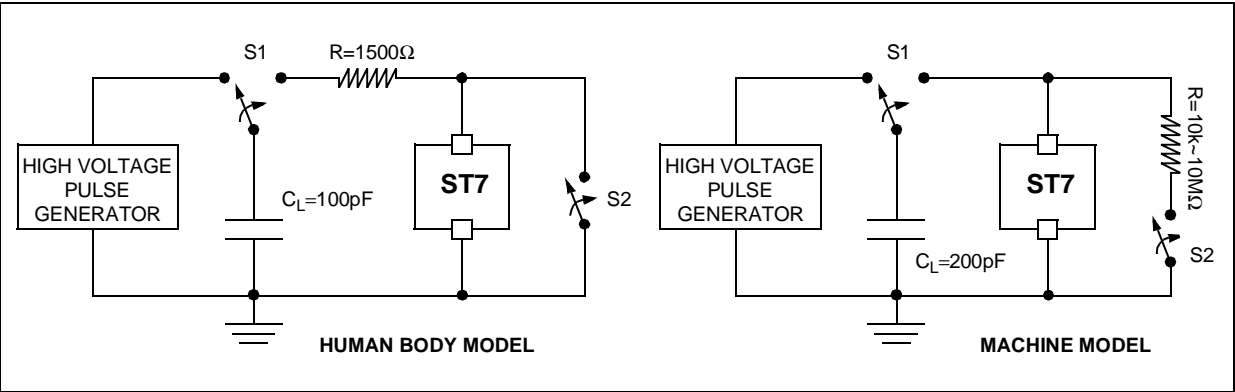 S1
R=1500Ω
HIGH VOLTAGE
PULSE
GENERATOR
C_L=100pF
ST7
S2
HUMAN BODY MODEL
S1
R=10k~10MΩ
HIGH VOLTAGE
PULSE
GENERATOR
C_L=200pF
ST7
S2
MACHINE MODEL